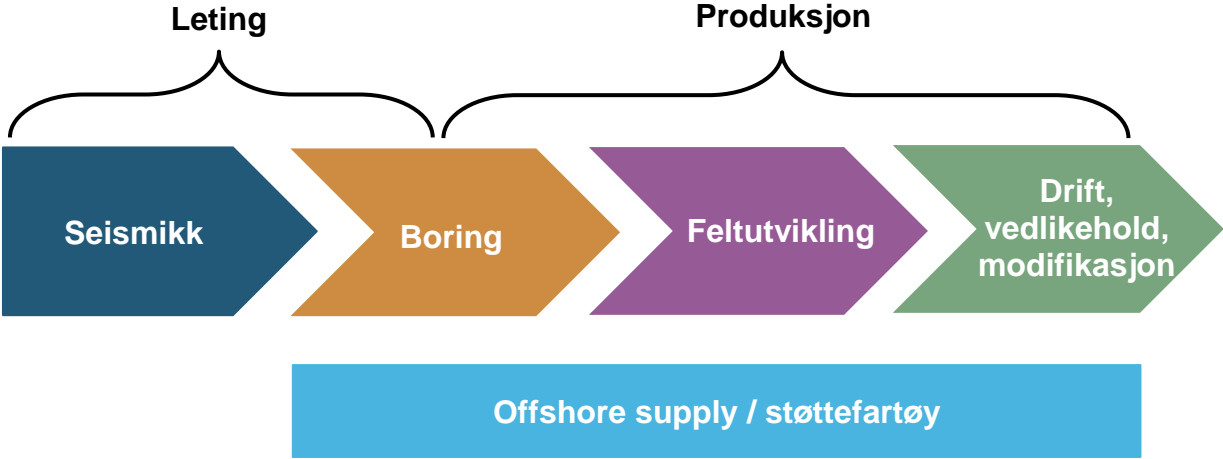 Leting
Produksjon
Seismikk
Boring
Feltutvikling
Drift,
vedlikehold,
modifikasjon
Offshore supply / støttefartøy